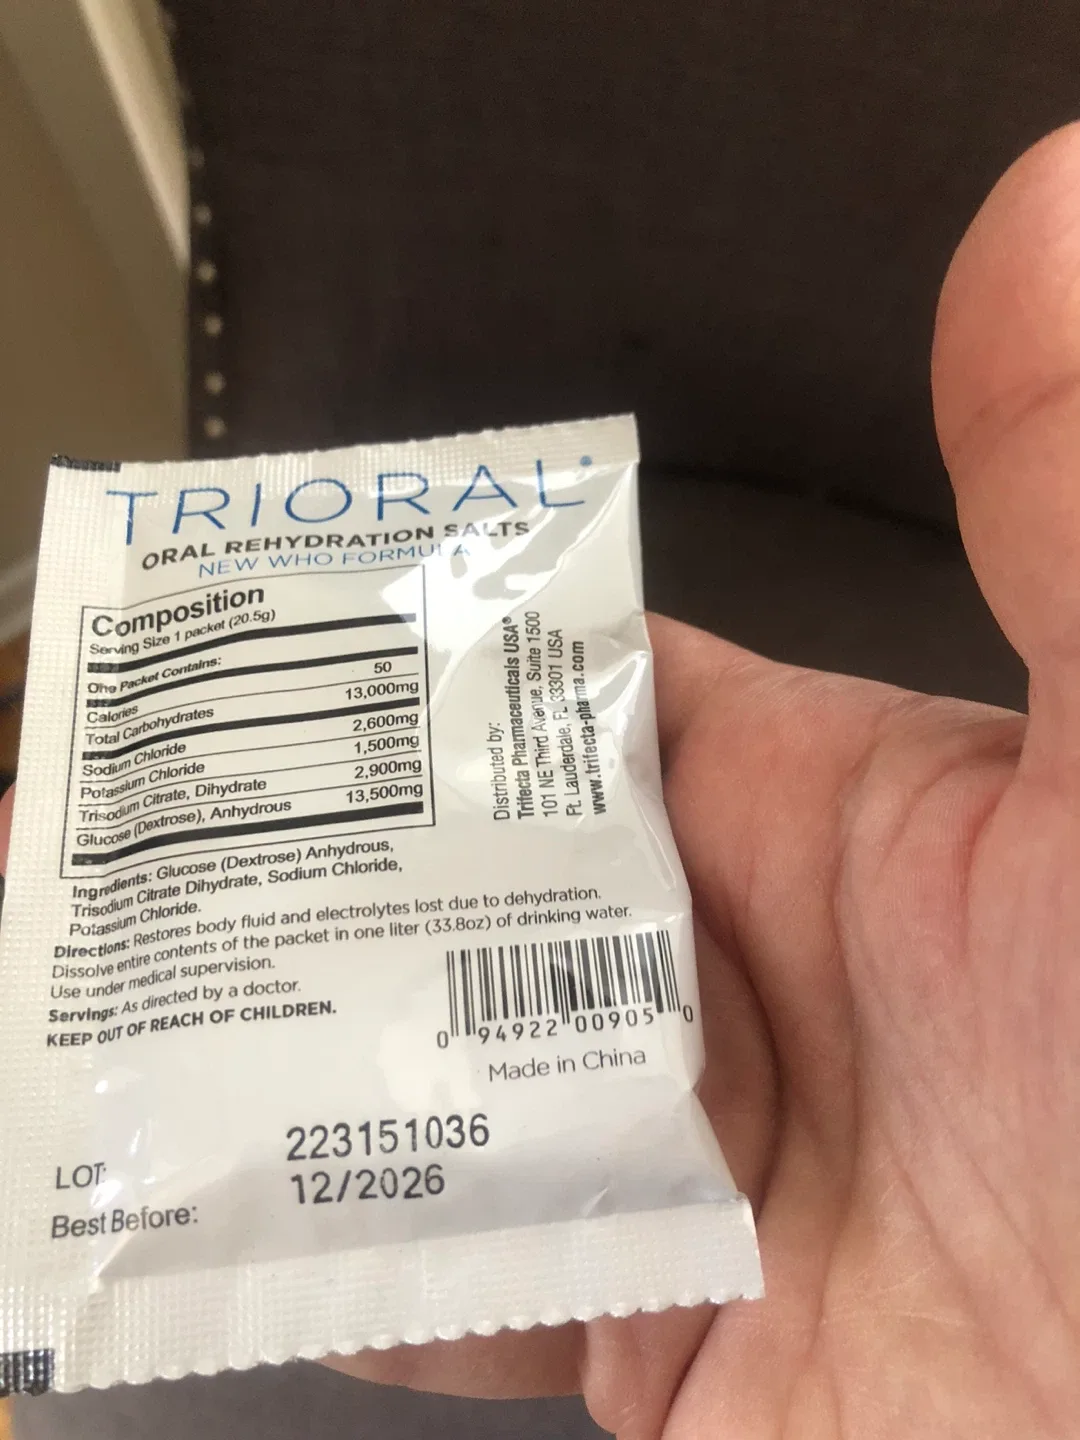 TRIORAL®
ORAL REHYDRATION SALTS
NEW WHO FORMULA
Composition
Serving Size 1 packet (20.5g)
One Packet Contains:
Calories 50
Total Carbohydrates 13,000mg
Sodium Chloride 2,600mg
Potassium Chloride 1,500mg
Trisodium Citrate, Dihydrate 2,900mg
Glucose (Dextrose), Anhydrous 13,500mg
Ingredients: Glucose (Dextrose) Anhydrous,
Trisodium Citrate Dihydrate, Sodium Chloride,
Potassium Chloride.
Directions: Restores body fluid and electrolytes lost due to dehydration.
Dissolve entire contents of the packet in one liter (33.8oz) of drinking water.
Use under medical supervision.
Servings: As directed by a doctor.
KEEP OUT OF REACH OF CHILDREN.
Distributed by:
Trifecta Pharmaceuticals USA®
101 NE Third Avenue, Suite 1500
Ft. Lauderdale, FL 33301 USA
www.trifecta-pharma.com
0 94922 00905 0
Made in China
LOT: 223151036
Best Before: 12/2026